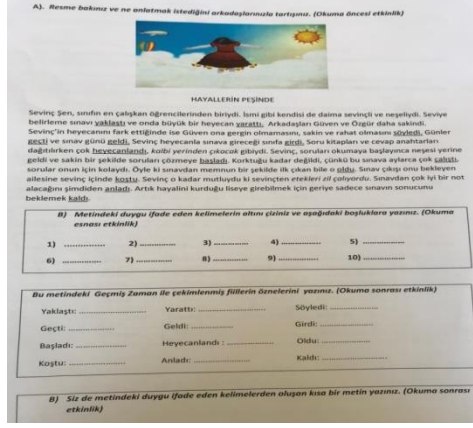 A). Resme bakınız ve ne anlatmak istediğini arkadaşlarınızla tartışınız. (Okuma öncesi etkinlik)
HAYALLERİN PEŞİNDE
Sevinç Şen, sınıfın en çalışkan öğrencilerinden biriydi. İsmi gibi kendisi de daima sevinçli ve neşeliydi. Seviye
belirleme sınavı yaklaştı ve onda büyük bir heyecan yarattı. Arkadaşları Güven ve Özgür daha sakindi.
Sevinç'in heyecanını fark ettiğinde ise Güven ona gergin olmamasını, sakin ve rahat olmasını söyledi. Günler
geçti ve sınav günü geldi. Sevinç heyecanla sınava gireceği sınıfa girdi. Soru kitapları ve cevap anahtarları
dağıtılırken çok heyecanlandı, kalbi yerinden çıkacak gibiydi. Sevinç, soruları okumaya başlayınca neşesi yerine
geldi ve sakin bir şekilde soruları çözmeye başladı. Korktuğu kadar değildi, çünkü bu sınava aylarca çok çalıştı,
sorular onun için kolaydı. Öyle ki sınavdan memnun bir şekilde ilk çıkan bile o oldu. Sınav çıkışı onu bekleyen
ailesine sevinç içinde koştu. Sevinç o kadar mutluydu ki sevinçten etekleri zil çalıyordu. Sınavdan çok iyi bir not
alacağını şimdiden anladı. Artık hayalini kurduğu liseye girebilmek için geriye sadece sınavın sonucunu
beklemek kaldı.
B) Metindeki duygu ifade eden kelimelerin altını çiziniz ve aşağıdaki boşluklara yazınız. (Okuma
esnası etkinlik)
1) ............... 2) ............... 3) ............... 4) ............... 5) ...............
6) ............... 7) ............... 8) ............... 9) ............... 10) ...............
Bu metindeki Geçmiş Zaman ile çekimlenmiş fiillerin öznelerini yazınız. (Okuma sonrası etkinlik)
Yaklaştı: ............... Yarattı: ............... Söyledi: ...............
Geçti: ............... Geldi: ............... Girdi: ...............
Başladı: ............... Heyecanlandı : ............... Oldu: ...............
Koştu: ............... Anladı: ............... Kaldı: ...............
B) Siz de metindeki duygu ifade eden kelimelerden oluşan kısa bir metin yazınız. (Okuma sonrası
etkinlik)